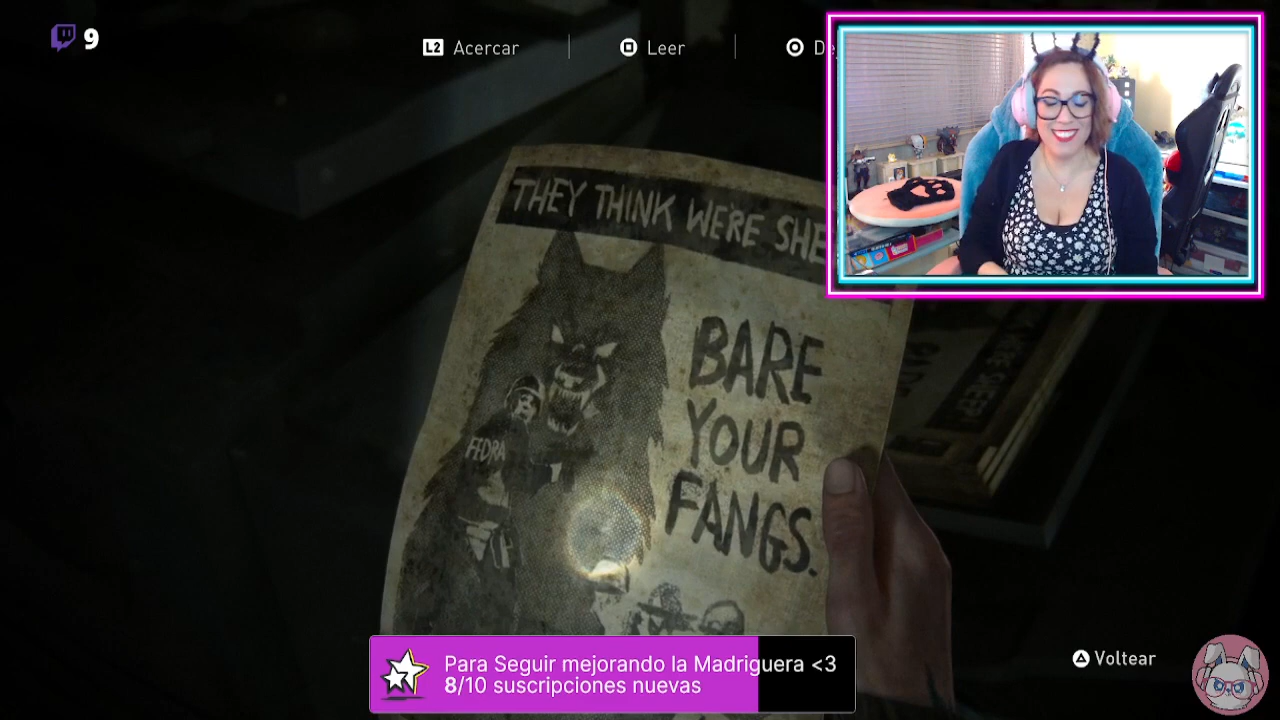 9
L2 Acercar
Leer
THEY THINK WE'RE SHE
BARE
YOUR
FANGS.
FEDRA
Para Seguir mejorando la Madriguera <3
8/10 suscripciones nuevas
Voltear